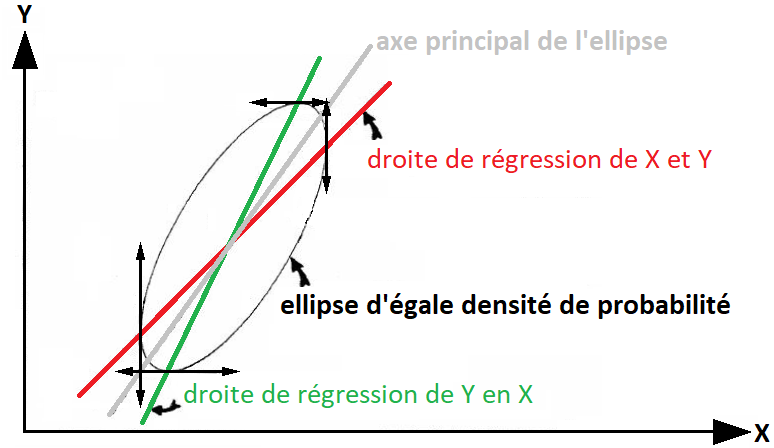 Y
axe principal de l'ellipse
droite de régression de X et Y
ellipse d'égale densité de probabilité
droite de régression de Y en X
X